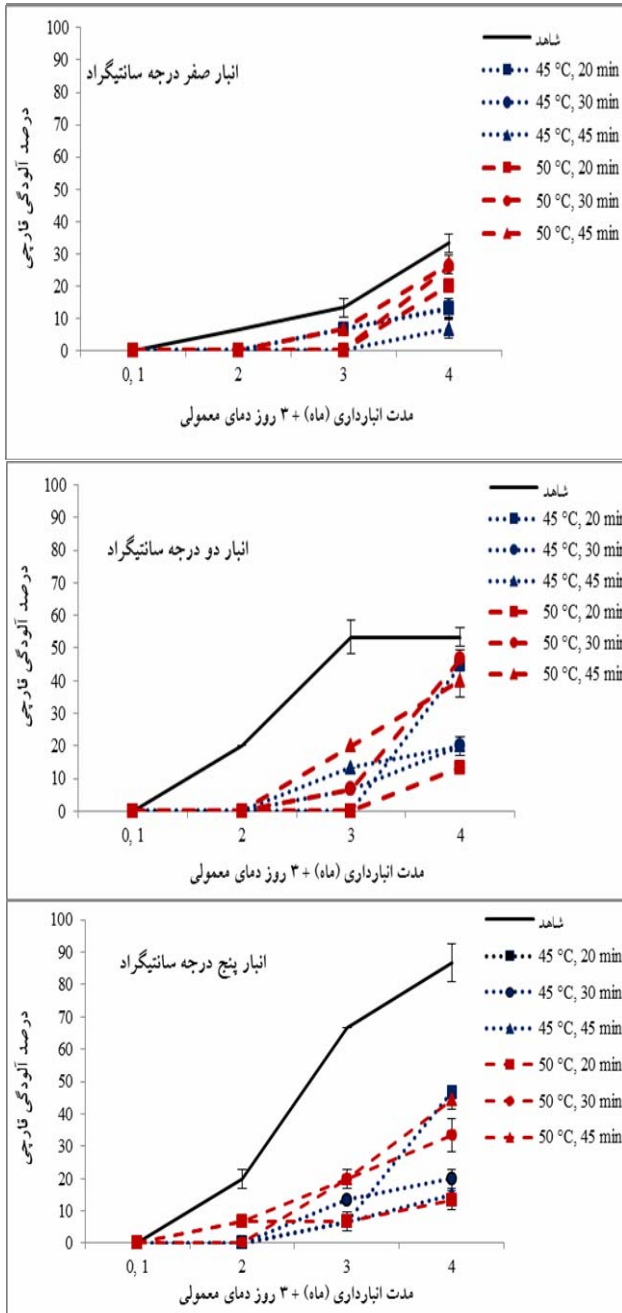 انبار صفر درجه سانتیگراد
درصد آلودگی قارچی
100
90
80
70
60
50
40
30
20
10
0
0, 1
2
3
4
مدت انبارداری (ماه) + ۳ روز دمای معمولی
شاهد
45 °C, 20 min
45 °C, 30 min
45 °C, 45 min
50 °C, 20 min
50 °C, 30 min
50 °C, 45 min
انبار دو درجه سانتیگراد
درصد آلودگی قارچی
100
90
80
70
60
50
40
30
20
10
0
0, 1
2
3
4
مدت انبارداری (ماه) + ۳ روز دمای معمولی
شاهد
45 °C, 20 min
45 °C, 30 min
45 °C, 45 min
50 °C, 20 min
50 °C, 30 min
50 °C, 45 min
انبار پنج درجه سانتیگراد
درصد آلودگی قارچی
100
90
80
70
60
50
40
30
20
10
0
0, 1
2
3
4
مدت انبارداری (ماه) + ۳ روز دمای معمولی
شاهد
45 °C, 20 min
45 °C, 30 min
45 °C, 45 min
50 °C, 20 min
50 °C, 30 min
50 °C, 45 min